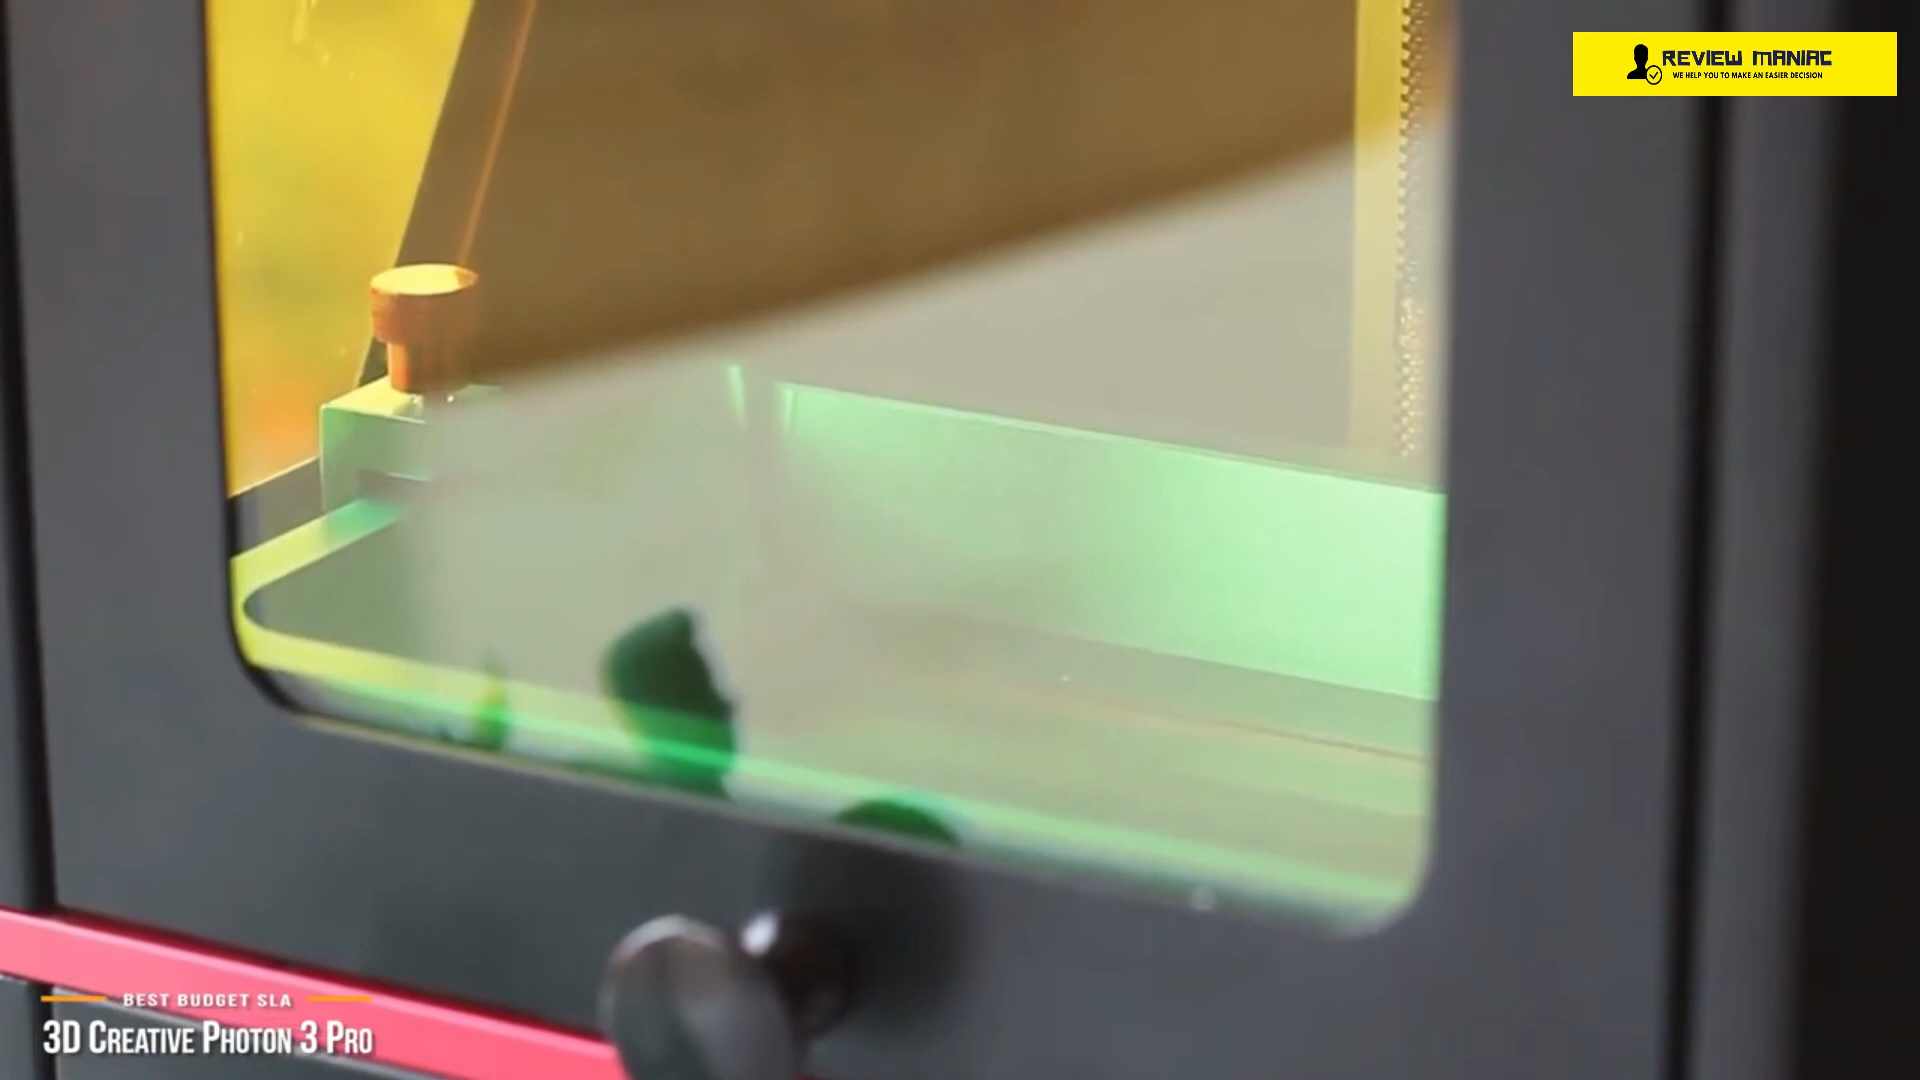 REVIEW MANIAC
WE HELP YOU TO MAKE AN EASIER DECISION
BEST BUDGET SLA
3D CREATIVE PHOTON 3 PRO